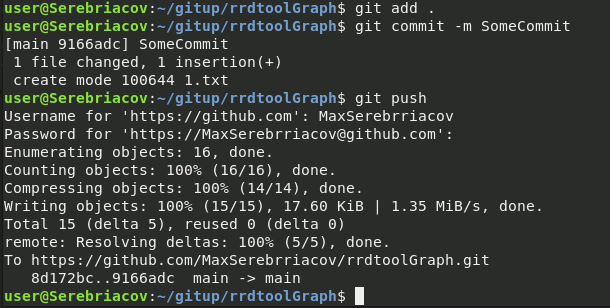 user@Serebriacov:~/gitup/rrdtoolGraph$ git add .
user@Serebriacov:~/gitup/rrdtoolGraph$ git commit -m SomeCommit
[main 9166adc] SomeCommit
 1 file changed, 1 insertion(+)
 create mode 100644 1.txt
user@Serebriacov:~/gitup/rrdtoolGraph$ git push
Username for 'https://github.com': MaxSerebrriacov
Password for 'https://MaxSerebrriacov@github.com':
Enumerating objects: 16, done.
Counting objects: 100% (16/16), done.
Compressing objects: 100% (14/14), done.
Writing objects: 100% (15/15), 17.60 KiB | 1.35 MiB/s, done.
Total 15 (delta 5), reused 0 (delta 0)
remote: Resolving deltas: 100% (5/5), done.
To https://github.com/MaxSerebrriacov/rrdtoolGraph.git
   8d172bc..9166adc  main -> main
user@Serebriacov:~/gitup/rrdtoolGraph$